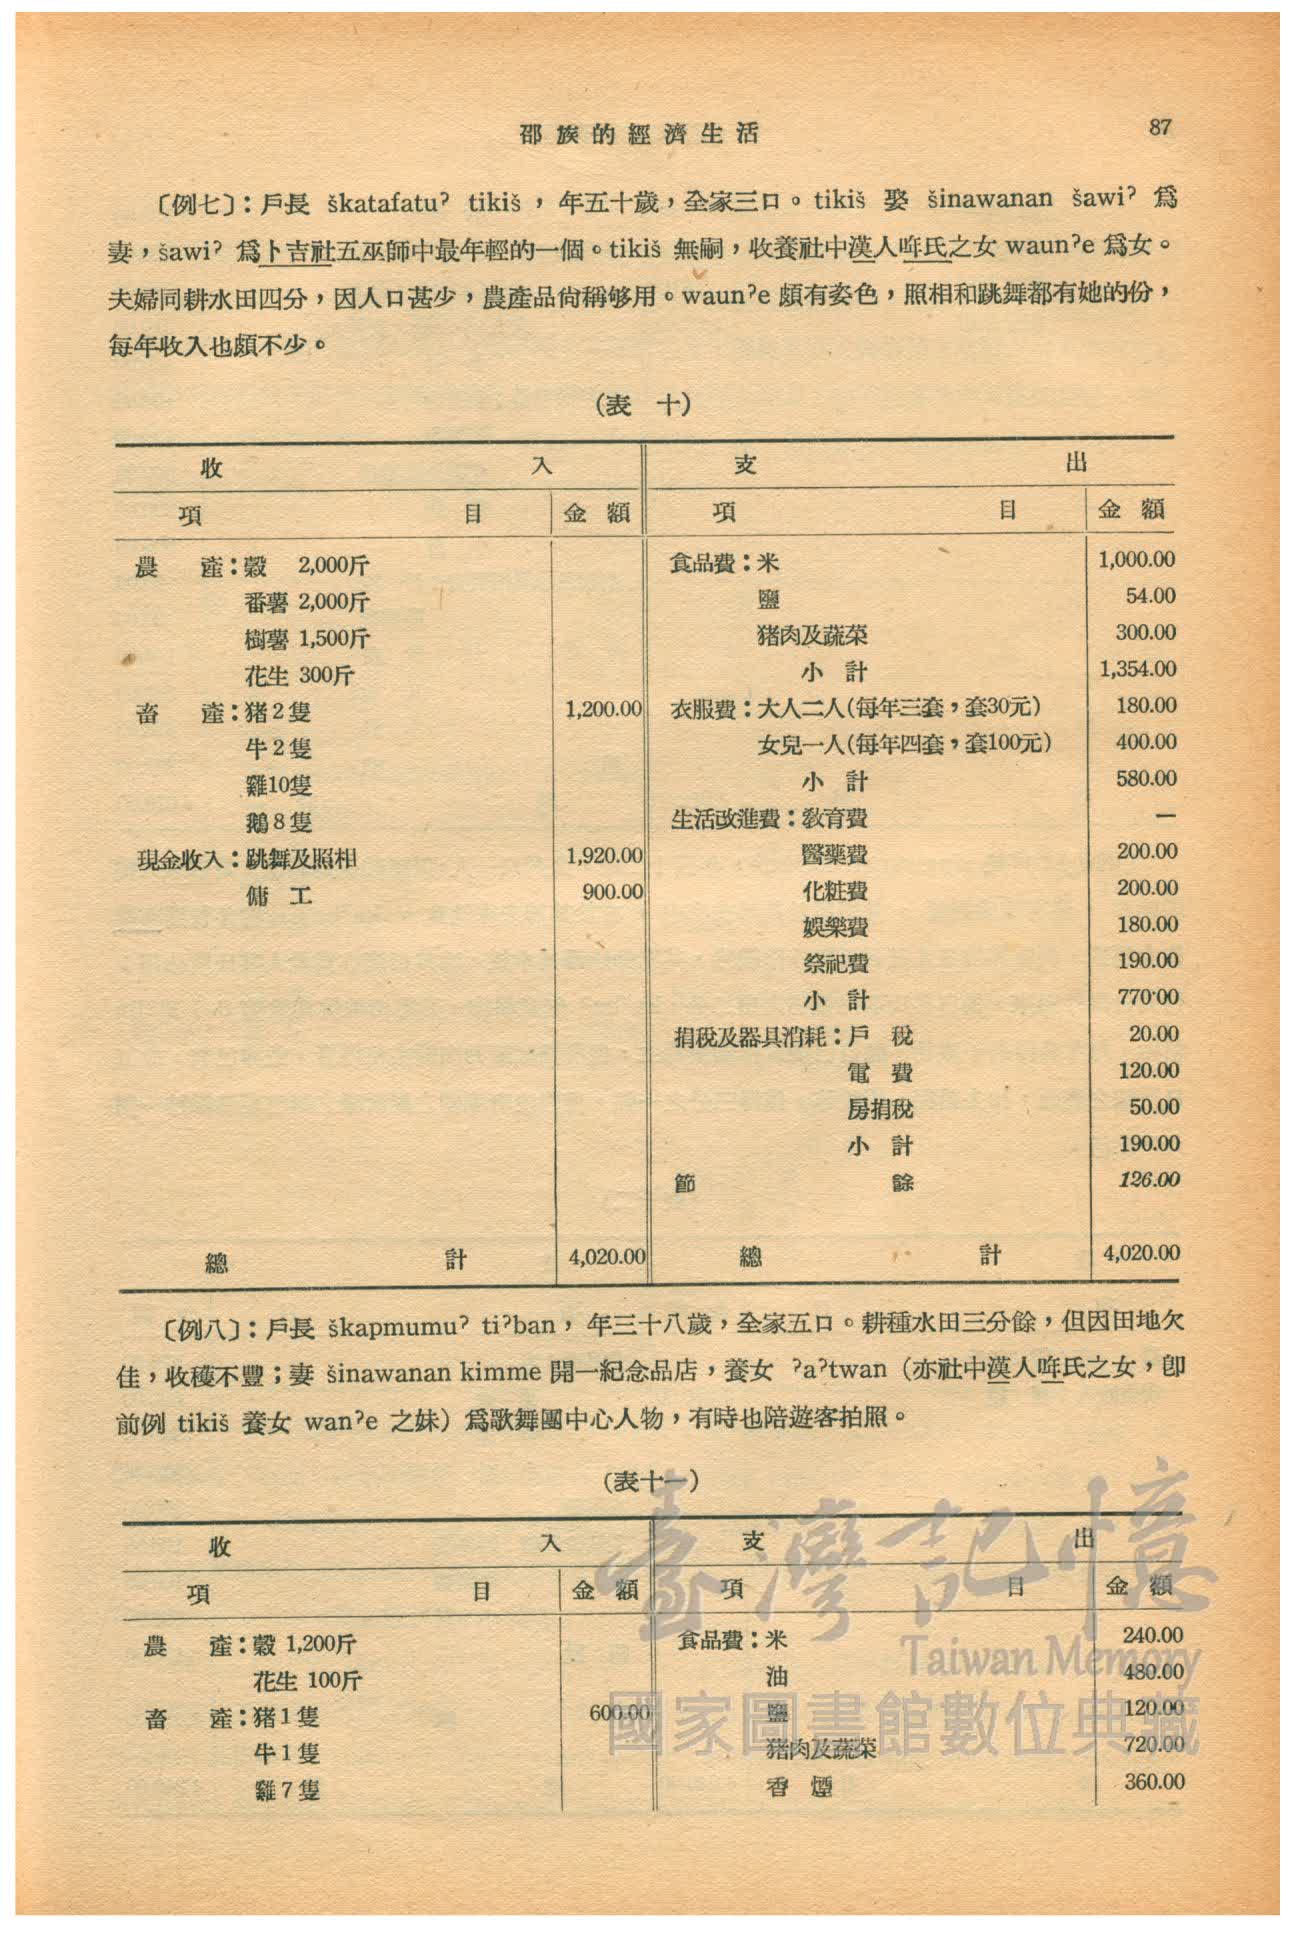 邵族的經濟生活 87
〔例七〕：戶長 škatafatuˀ tikiš，年五十歲，全家三口。tikiš 娶 šinawanan šawiˀ 爲
妻，šawiˀ 爲卜吉社五巫師中最年輕的一個。tikiš 無嗣，收養社中漢人哖氏之女 waunˀe 爲女。
夫婦同耕水田四分，因人口甚少，農產品尙稱够用。waunˀe 頗有姿色，照相和跳舞都有她的份，
每年收入也頗不少。
（表 十）
收 入 支 出
項 目 金 額 項 目 金 額
農 產：穀 2,000斤 食品費：米 1,000.00
番薯 2,000斤 鹽 54.00
樹薯 1,500斤 猪肉及蔬菜 300.00
花生 300斤 小 計 1,354.00
畜 產：猪2隻 1,200.00 衣服費：大人二人(每年三套，套30元) 180.00
牛2隻 女兒一人(每年四套，套100元) 400.00
雞10隻 小 計 580.00
鵝8隻 生活改進費：敎育費 —
現金收入：跳舞及照相 1,920.00 醫藥費 200.00
傭 工 900.00 化粧費 200.00
娛樂費 180.00
祭祀費 190.00
小 計 770·00
捐稅及器具消耗：戶 稅 20.00
電 費 120.00
房捐稅 50.00
小 計 190.00
節 餘 126.00
總 計 4,020.00 總 計 4,020.00
〔例八〕：戶長 škapmumuˀ tiˀban，年三十八歲，全家五口。耕種水田三分餘，但因田地欠
佳，收穫不豐；妻 šinawanan kimme 開一紀念品店，養女 ˀaˀtwan（亦社中漢人哖氏之女，卽
前例 tikiš 養女 wanˀe 之妹）爲歌舞團中心人物，有時也陪遊客拍照。
（表十一）
收 入 支 出
項 目 金 額 項 目 金 額
農 產：穀 1,200斤 食品費：米 240.00
花生 100斤 油 480.00
畜 產：猪1隻 600.00 鹽 120.00
牛1隻 猪肉及蔬菜 720.00
雞7隻 香 煙 360.00
臺灣記憶
Taiwan Memory
國家圖書館數位典藏